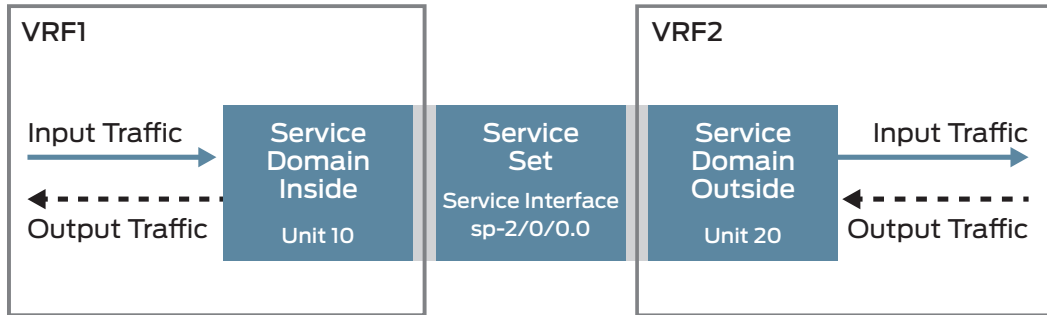 VRF1
VRF2
Input Traffic
Output Traffic
Service
Domain
Inside
Unit 10
Service
Set
Service Interface
sp-2/0/0.0
Service
Domain
Outside
Unit 20
Input Traffic
Output Traffic